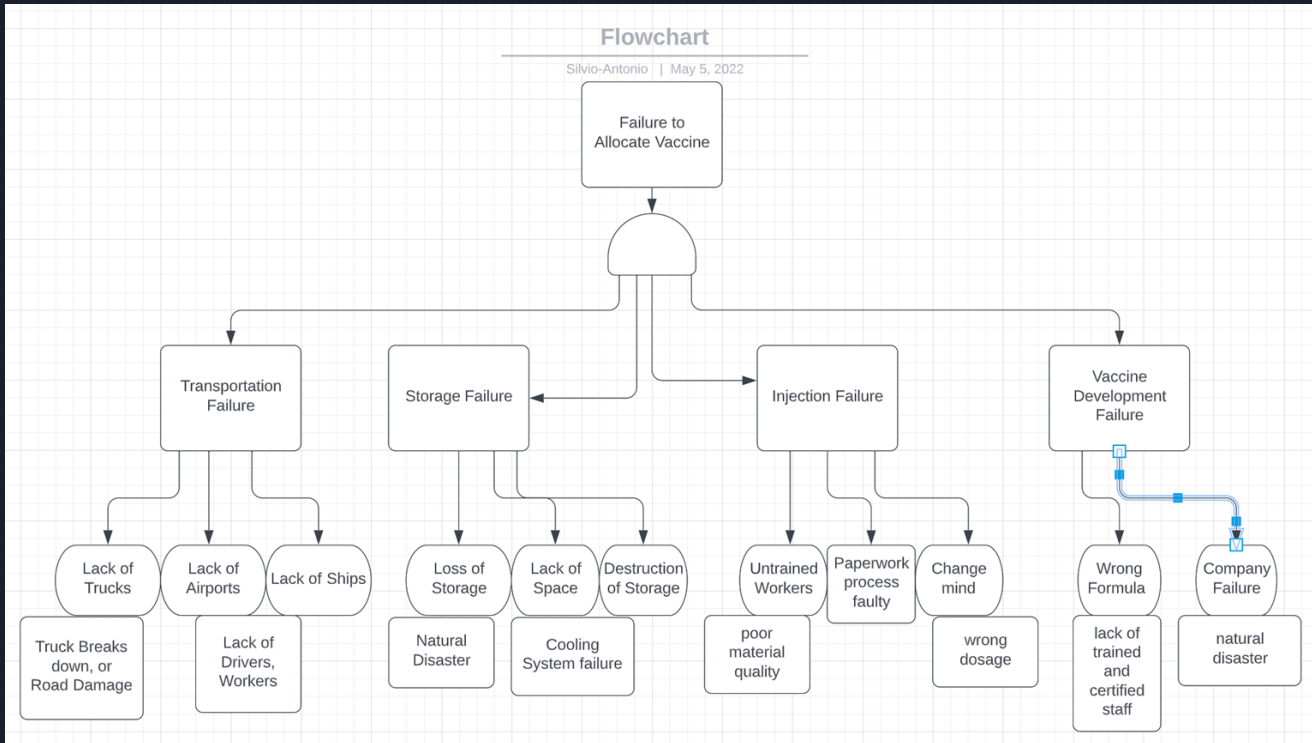 Flowchart
Silvio-Antonio | May 5, 2022
Failure to
Allocate Vaccine
Transportation
Failure
Storage Failure
Injection Failure
Vaccine
Development
Failure
Lack of
Trucks
Lack of
Airports
Lack of Ships
Loss of
Storage
Lack of
Space
Destruction
of Storage
Untrained
Workers
Paperwork
process
faulty
Change
mind
Wrong
Formula
Company
Failure
Truck Breaks
down, or
Road Damage
Lack of
Drivers,
Workers
Natural
Disaster
Cooling
System failure
poor
material
quality
wrong
dosage
lack of
trained
and
certified
staff
natural
disaster